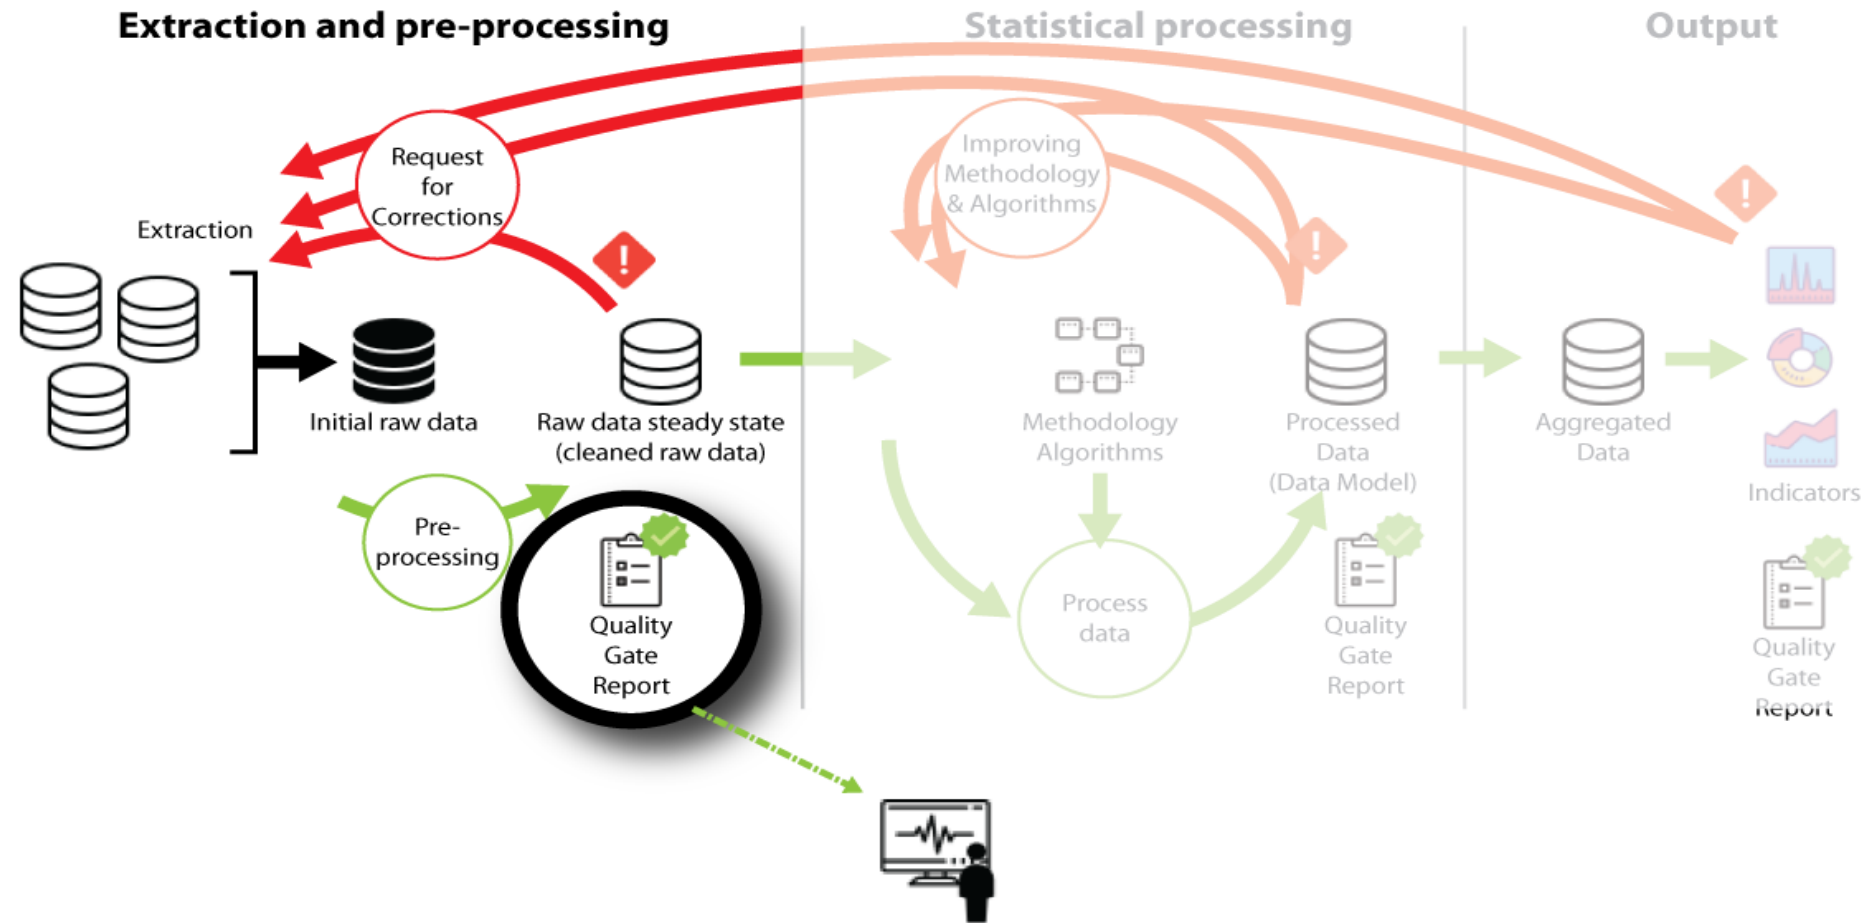 Extraction and pre-processing
Statistical processing
Output
Request
for
Corrections
Improving
Methodology
& Algorithms
Extraction
Initial raw data
Raw data steady state
(cleaned raw data)
Methodology
Algorithms
Processed
Data
(Data Model)
Aggregated
Data
Indicators
Pre-
processing
Quality
Gate
Report
Process
data
Quality
Gate
Report
Quality
Gate
Report